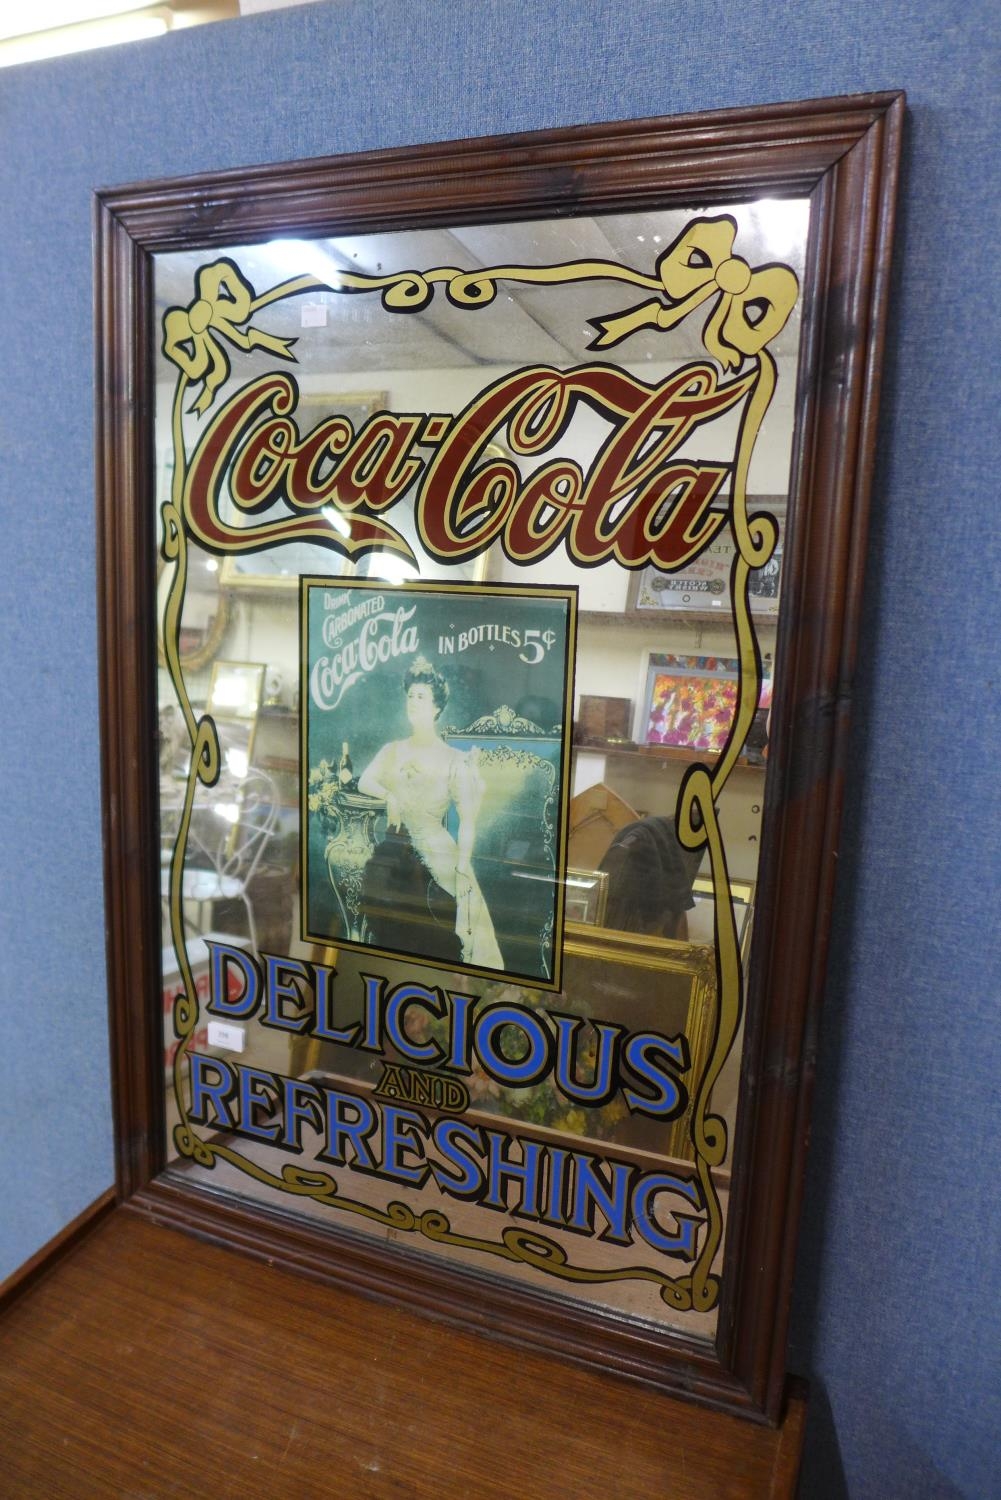 Coca-Cola
DRINK
CARBONATED
Coca-Cola
IN BOTTLES 5¢
DELICIOUS
AND
REFRESHING